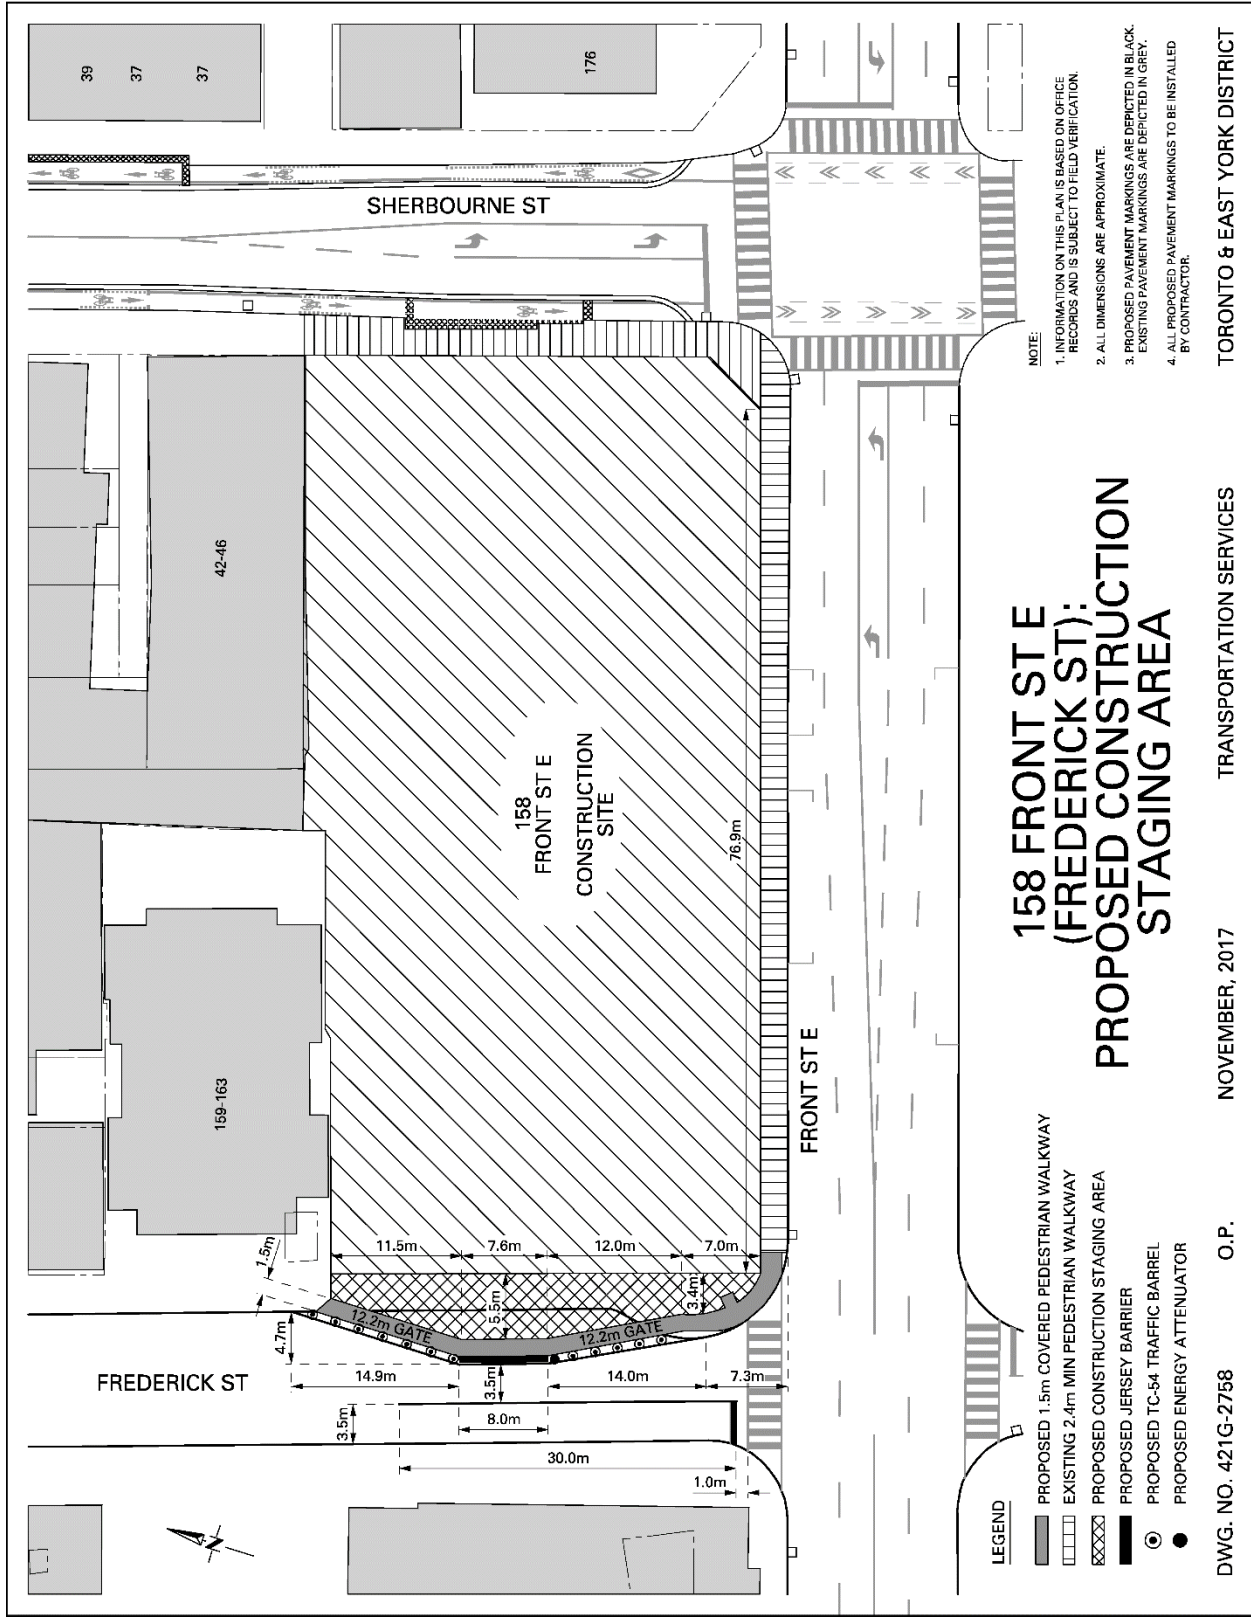 39
37
37
176
SHERBOURNE ST
42-46
159-163
158
FRONT ST E
CONSTRUCTION
SITE
76.9m
FRONT ST E
FREDERICK ST
1.5m
11.5m
7.6m
12.0m
7.0m
4.7m
12.2m GATE
5.5m
12.2m GATE
3.4m
14.9m
3.5m
14.0m
7.3m
3.5m
8.0m
30.0m
1.0m
N
NOTE:
1. INFORMATION ON THIS PLAN IS BASED ON OFFICE
RECORDS AND IS SUBJECT TO FIELD VERIFICATION.
2. ALL DIMENSIONS ARE APPROXIMATE.
3. PROPOSED PAVEMENT MARKINGS ARE DEPICTED IN BLACK.
EXISTING PAVEMENT MARKINGS ARE DEPICTED IN GREY.
4. ALL PROPOSED PAVEMENT MARKINGS TO BE INSTALLED
BY CONTRACTOR.
158 FRONT ST E
(FREDERICK ST):
PROPOSED CONSTRUCTION
STAGING AREA
LEGEND
PROPOSED 1.5m COVERED PEDESTRIAN WALKWAY
EXISTING 2.4m MIN PEDESTRIAN WALKWAY
PROPOSED CONSTRUCTION STAGING AREA
PROPOSED JERSEY BARRIER
PROPOSED TC-54 TRAFFIC BARREL
PROPOSED ENERGY ATTENUATOR
DWG. NO. 421G-2758 O.P. NOVEMBER, 2017 TRANSPORTATION SERVICES TORONTO & EAST YORK DISTRICT